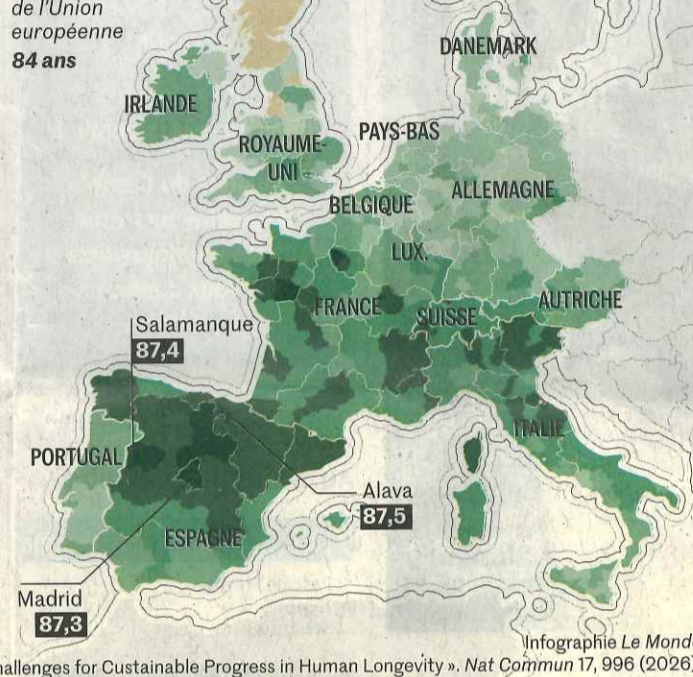 de l'Union
européenne
84 ans
DANEMARK
IRLANDE
PAYS-BAS
ROYAUME-
UNI
ALLEMAGNE
BELGIQUE
LUX.
FRANCE
SUISSE
AUTRICHE
Salamanque
87,4
ITALIE
PORTUGAL
Alava
87,5
ESPAGNE
Madrid
87,3
Infographie Le Mond
hallenges for Custainable Progress in Human Longevity ». Nat Commun 17, 996 (2026)